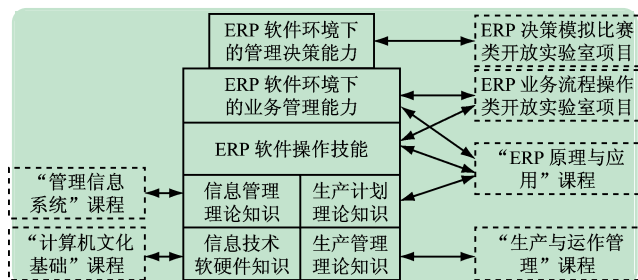 ERP 软件环境下
的管理决策能力
ERP 决策模拟比赛
类开放实验室项目
ERP 软件环境下
的业务管理能力
ERP 业务流程操作
类开放实验室项目
ERP 软件操作技能
“ERP 原理与应
用”课程
“管理信息
系统”课程
信息管理
理论知识
生产计划
理论知识
“计算机文化
基础”课程
信息技术
软硬件知识
生产管理
理论知识
“生产与运作管
理”课程